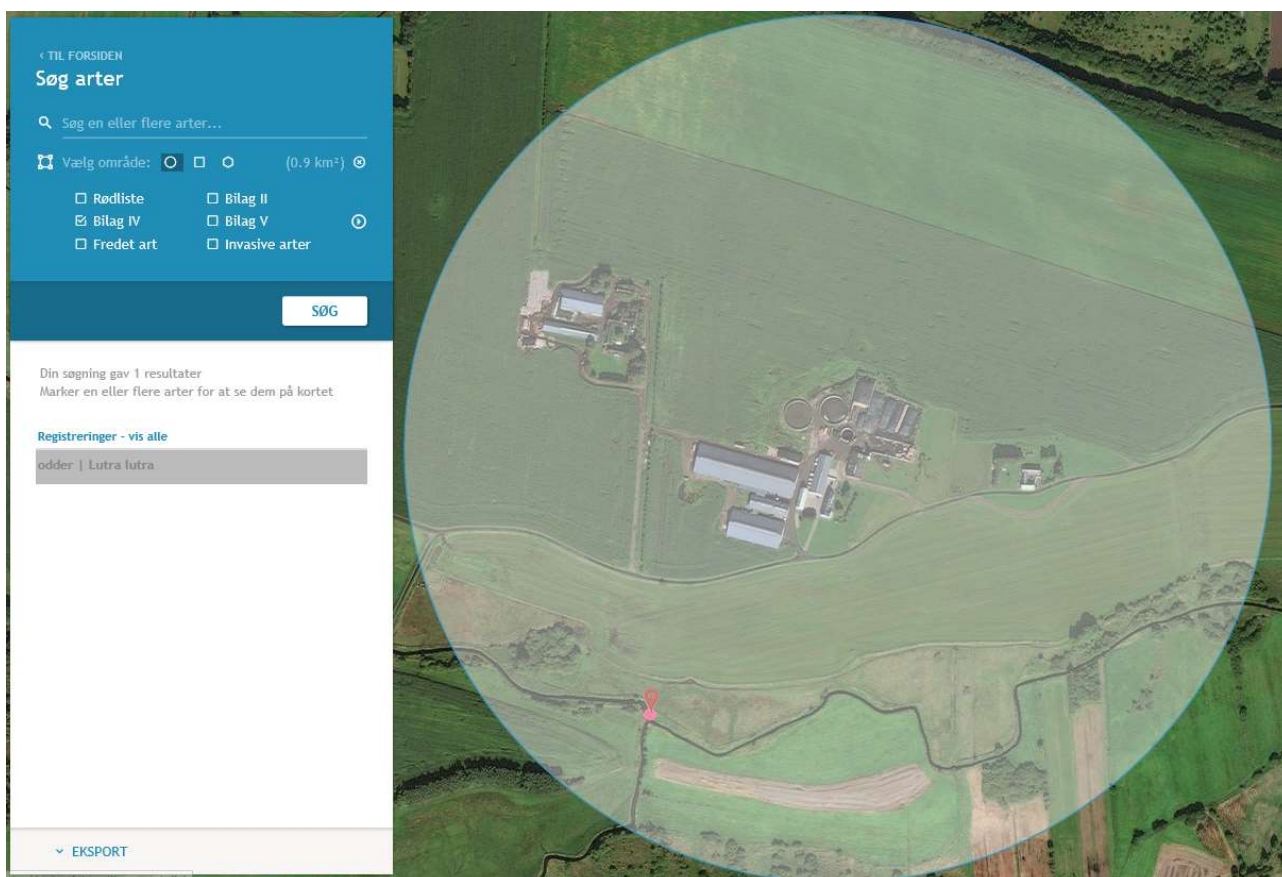 ‹ TIL FORSIDEN
Søg arter
Søg en eller flere arter...
Vælg område: (0.9 km²)
Rødliste Bilag II
Bilag IV Bilag V
Fredet art Invasive arter
SØG
Din søgning gav 1 resultater
Marker en eller flere arter for at se dem på kortet
Registreringer - vis alle
odder | Lutra lutra
EKSPORT